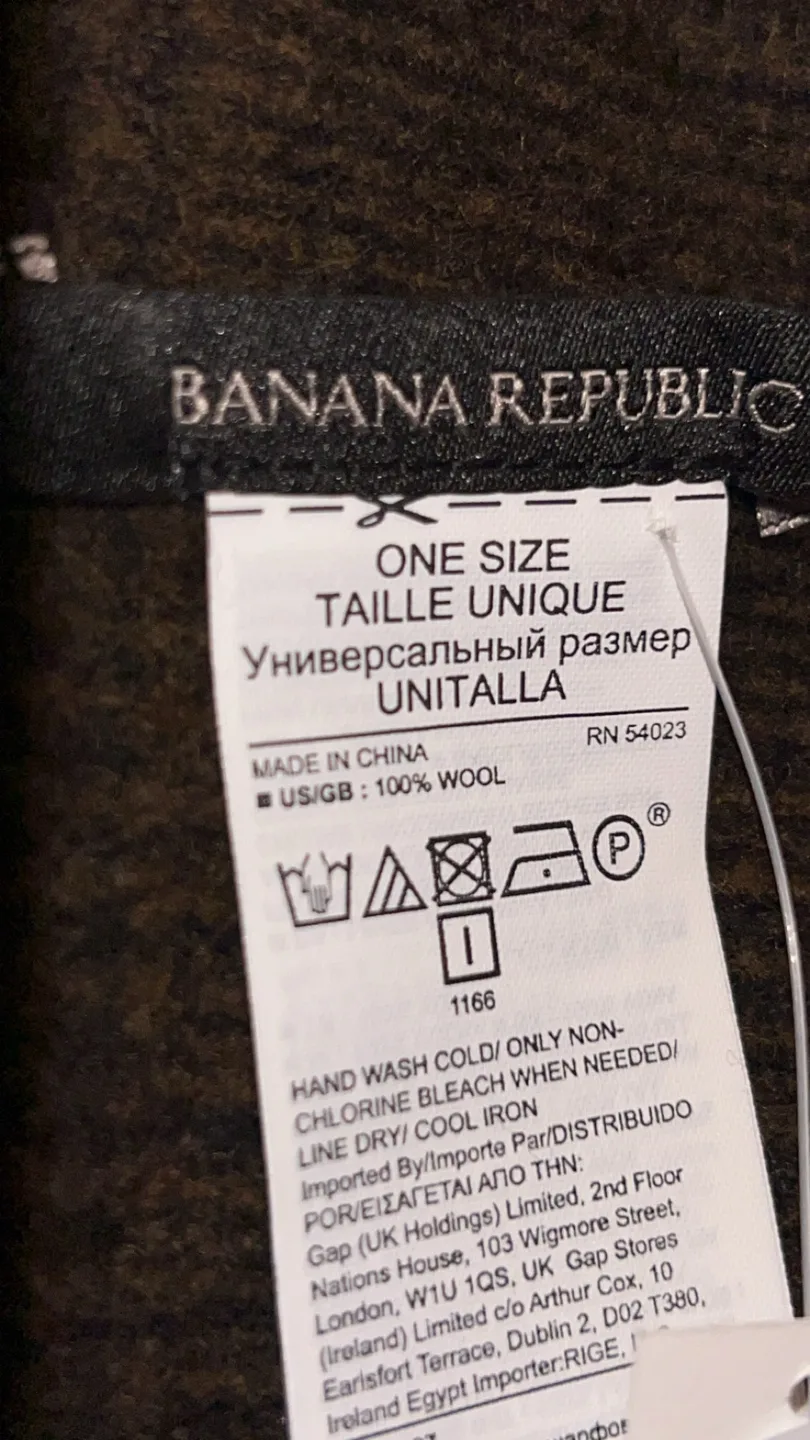 BANANA REPUBLIC
ONE SIZE
TAILLE UNIQUE
Универсальный размер
UNITALLA
RN 54023
MADE IN CHINA
US/GB : 100% WOOL
P ®
1166
HAND WASH COLD/ ONLY NON-
CHLORINE BLEACH WHEN NEEDED/
LINE DRY/ COOL IRON
Imported By/Importe Par/DISTRIBUIDO
POR/ΕΙΣΑΓΕΤΑΙ ΑΠΟ ΤΗΝ:
Gap (UK Holdings) Limited, 2nd Floor
Nations House, 103 Wigmore Street,
London, W1U 1QS, UK Gap Stores
(Ireland) Limited c/o Arthur Cox, 10
Earlsfort Terrace, Dublin 2, D02 T380,
Ireland Egypt Importer:RIGE,